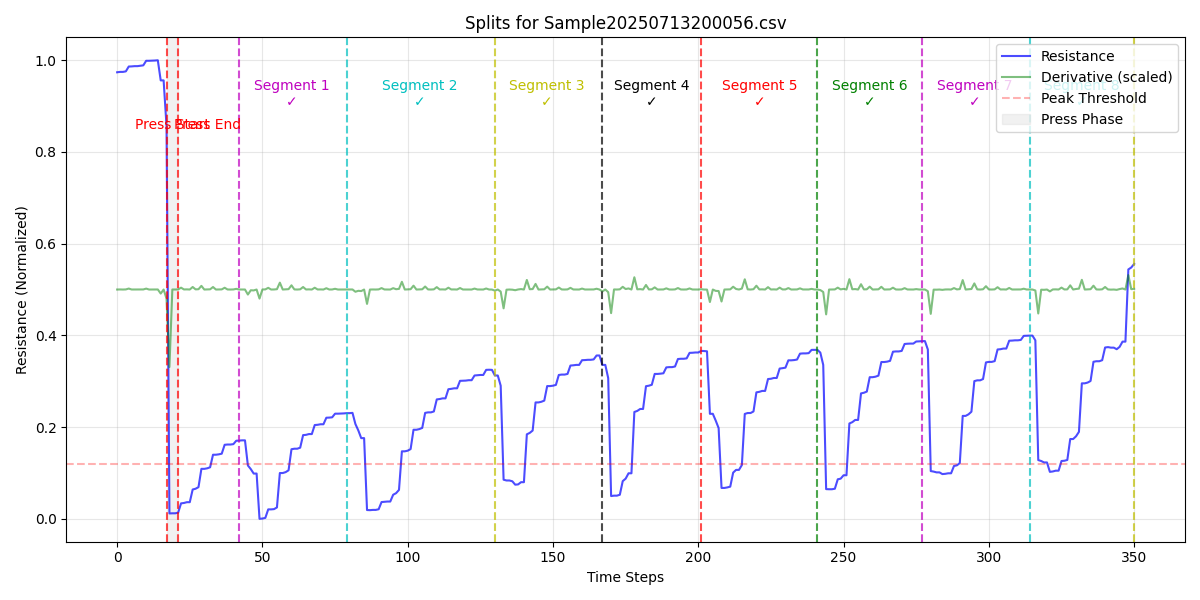 Splits for Sample20250713200056.csv
Resistance (Normalized)
1.0
0.8
0.6
0.4
0.2
0.0
Press Start
Press End
Segment 1
✓
Segment 2
✓
Segment 3
✓
Segment 4
✓
Segment 5
✓
Segment 6
✓
Segment 7
✓
Resistance
Derivative (scaled)
Peak Threshold
Press Phase
0
50
100
150
200
250
300
350
Time Steps